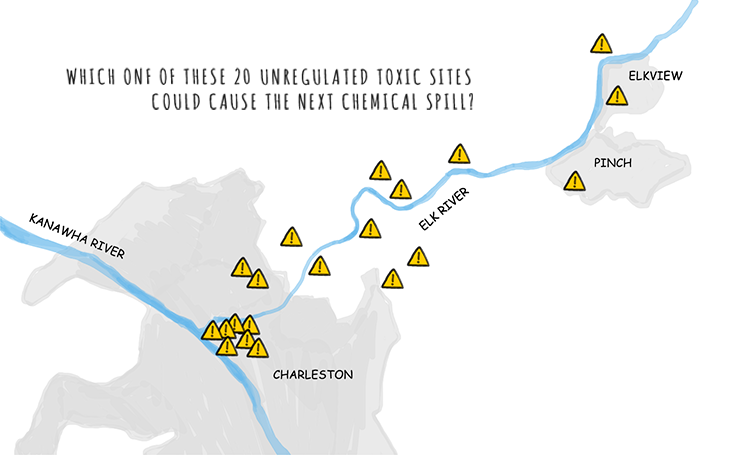 WHICH ONF OF THESE 20 UNREGULATED TOXIC SITES
COULD CAUSE THE NEXT CHEMICAL SPILL?
ELKVIEW
PINCH
ELK RIVER
KANAWHA RIVER
CHARLESTON